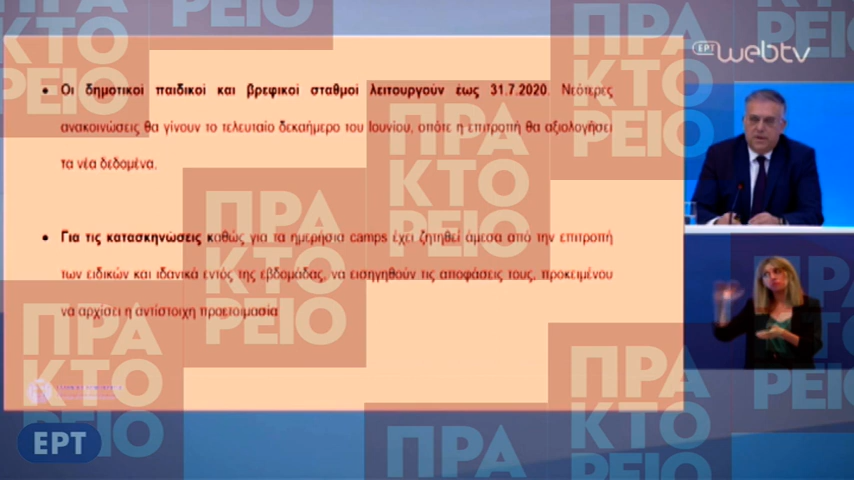 ΠΡΑΚΤΟΡΕΙΟ
ΕΡΤ webtv
• Οι δημοτικοί παιδικοί και βρεφικοί σταθμοί λειτουργούν έως 31.7.2020. Νεότερες
ανακοινώσεις θα γίνουν το τελευταίο δεκαήμερο του Ιουνίου, οπότε η επιτροπή θα αξιολογήσει
τα νέα δεδομένα.
• Για τις κατασκηνώσεις καθώς για τα ημερήσια camps έχει ζητηθεί άμεσα από την επιτροπή
των ειδικών και ιδανικά εντός της εβδομάδας, να εισηγηθούν τις αποφάσεις τους, προκειμένου
να αρχίσει η αντίστοιχη προετοιμασία
ΕΡΤ